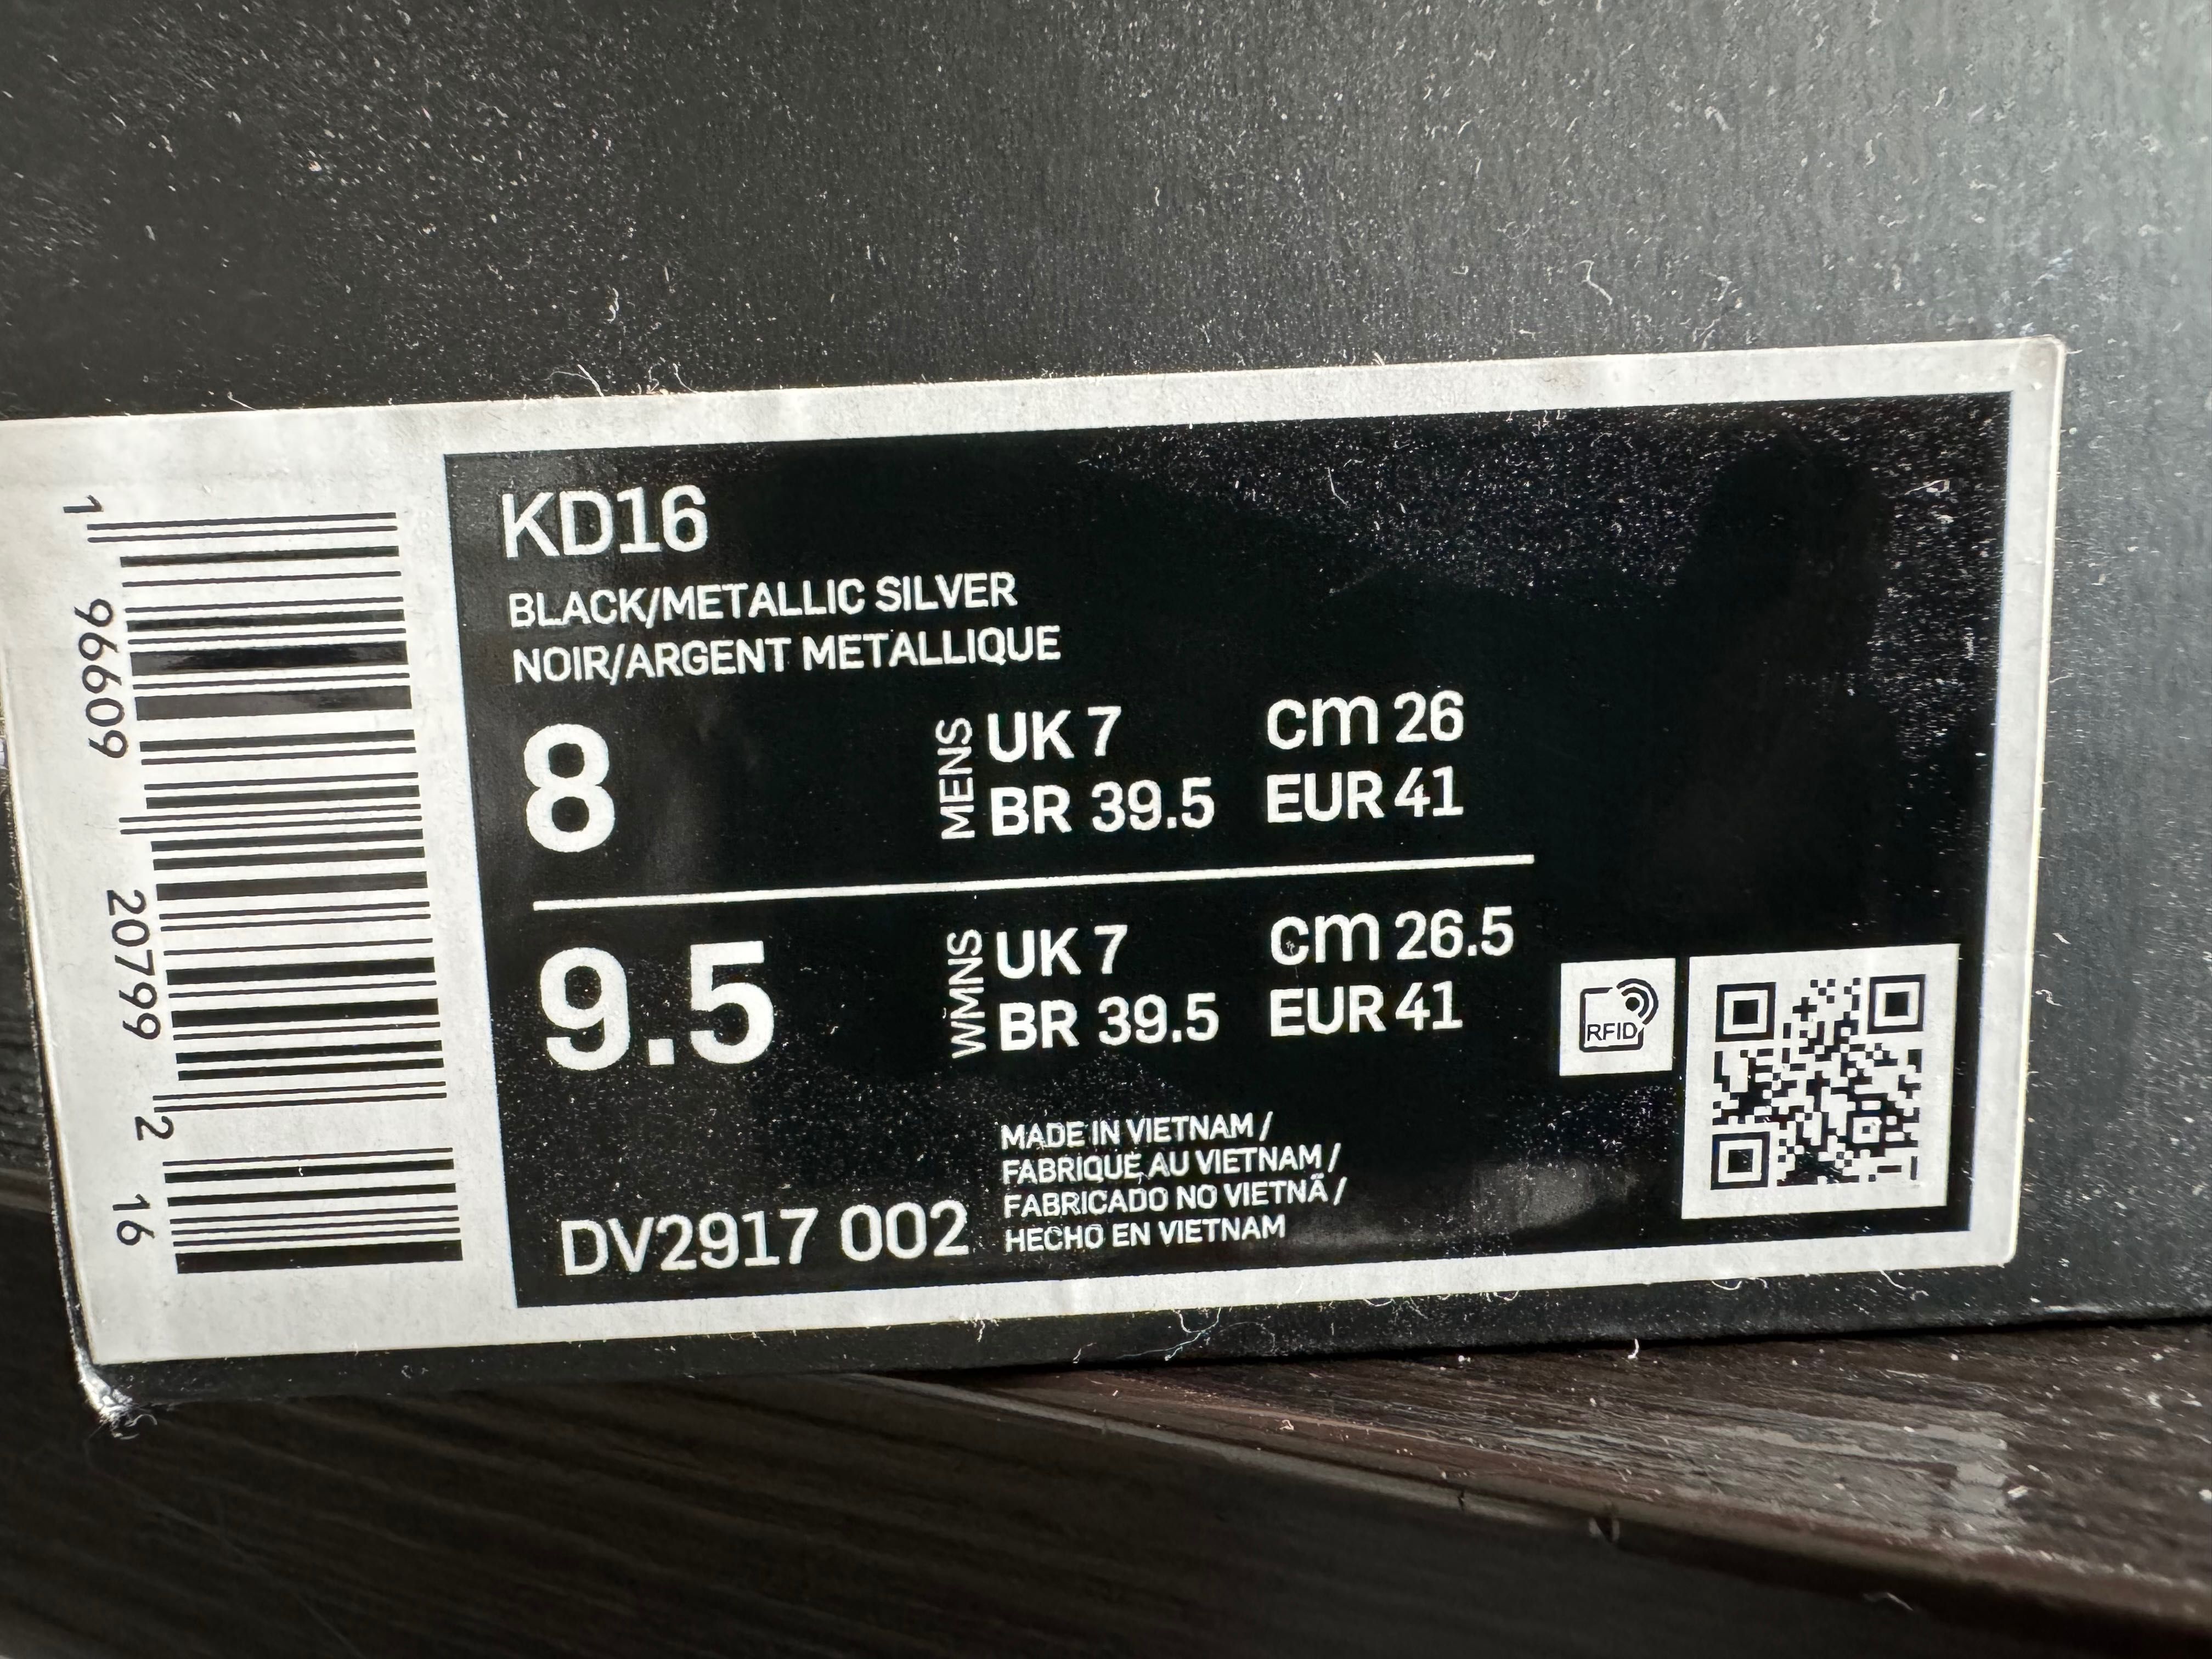 1 96609 20799 2 16
KD16
BLACK/METALLIC SILVER
NOIR/ARGENT METALLIQUE
8
MENS
UK 7 cm 26
BR 39.5 EUR 41
9.5
WMNS
UK 7 cm 26.5
BR 39.5 EUR 41
RFID
MADE IN VIETNAM /
FABRIQUE AU VIETNAM /
FABRICADO NO VIETNÃ /
HECHO EN VIETNAM
DV2917 002